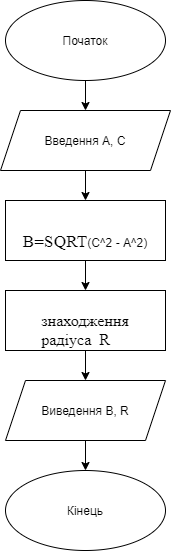 Початок
Введення A, C
B=SQRT(C^2 - A^2)
знаходження
радіуса R
Виведення B, R
Кінець